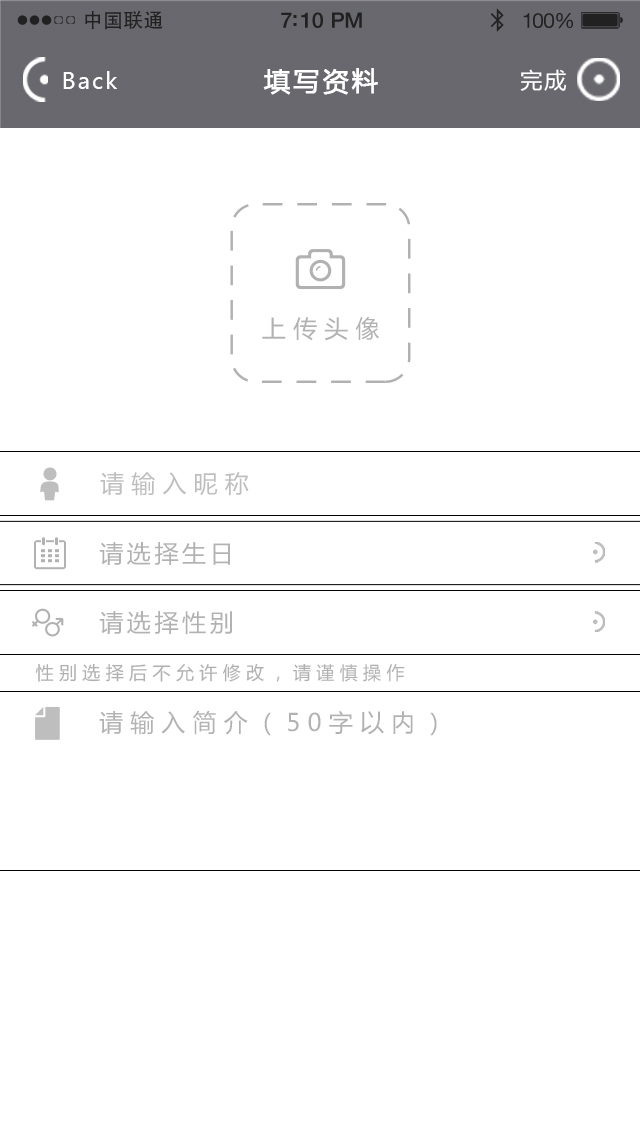 中国联通 7:10 PM 100%
Back 填写资料 完成
上传头像
请输入昵称
请选择生日
请选择性别
性别选择后不允许修改，请谨慎操作
请输入简介（50字以内）